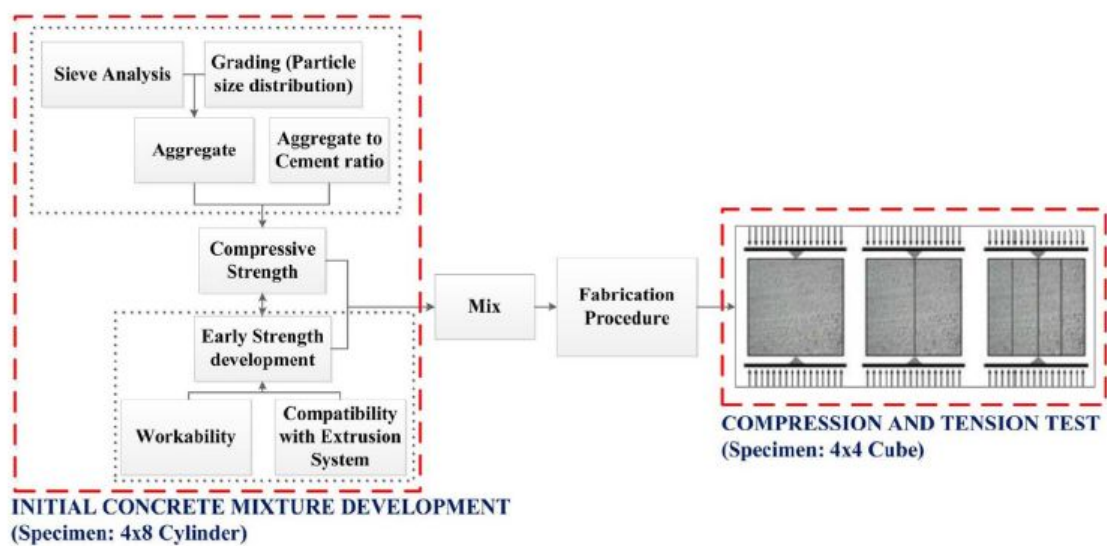 Sieve Analysis
Grading (Particle
size distribution)
Aggregate
Aggregate to
Cement ratio
Compressive
Strength
Early Strength
development
Workability
Compatibility
with Extrusion
System
Mix
Fabrication
Procedure
INITIAL CONCRETE MIXTURE DEVELOPMENT
(Specimen: 4x8 Cylinder)
COMPRESSION AND TENSION TEST
(Specimen: 4x4 Cube)